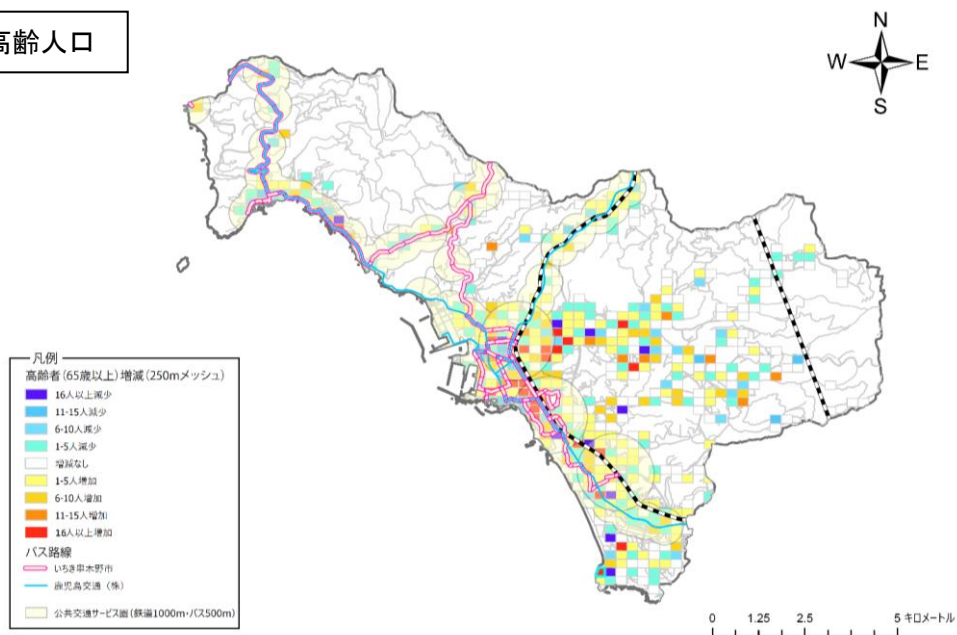 高齢人口
N
W E
S
凡例
高齢者(65歳以上)増減(250mメッシュ)
16人以上減少
11-15人減少
6-10人減少
1-5人減少
増減なし
1-5人増加
6-10人増加
11-15人増加
16人以上増加
バス路線
いちき串木野市
鹿児島交通(株)
公共交通サービス圏(鉄道1000m・バス500m)
0 1.25 2.5 5 キロメートル